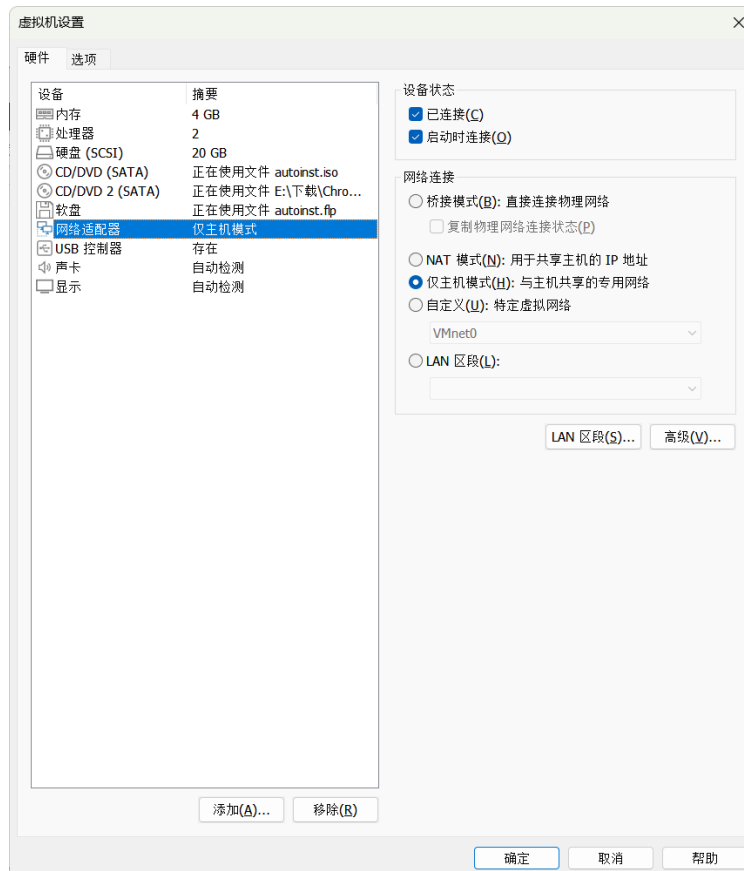 虚拟机设置
硬件 选项
设备 摘要
内存 4 GB
处理器 2
硬盘 (SCSI) 20 GB
CD/DVD (SATA) 正在使用文件 autoinst.iso
CD/DVD 2 (SATA) 正在使用文件 E:\下载\Chro...
软盘 正在使用文件 autoinst.flp
网络适配器 仅主机模式
USB 控制器 存在
声卡 自动检测
显示 自动检测
添加(A)... 移除(R)
设备状态
已连接(C)
启动时连接(O)
网络连接
桥接模式(B): 直接连接物理网络
复制物理网络连接状态(P)
NAT 模式(N): 用于共享主机的 IP 地址
仅主机模式(H): 与主机共享的专用网络
自定义(U): 特定虚拟网络
VMnet0
LAN 区段(L):
LAN 区段(S)... 高级(V)...
确定 取消 帮助